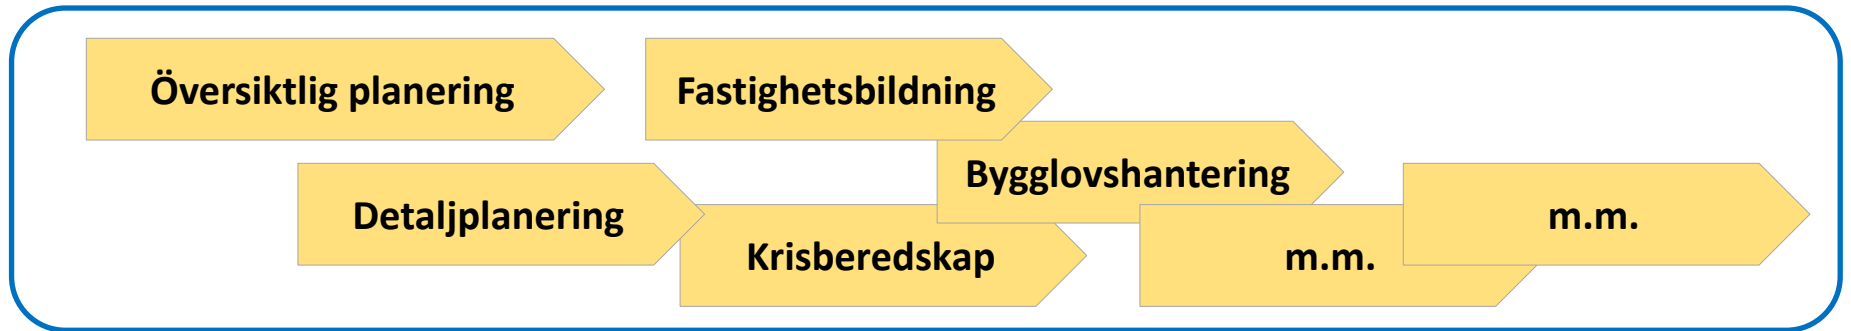 Översiktlig planering
Fastighetsbildning
Bygglovshantering
Detaljplanering
m.m.
Krisberedskap
m.m.